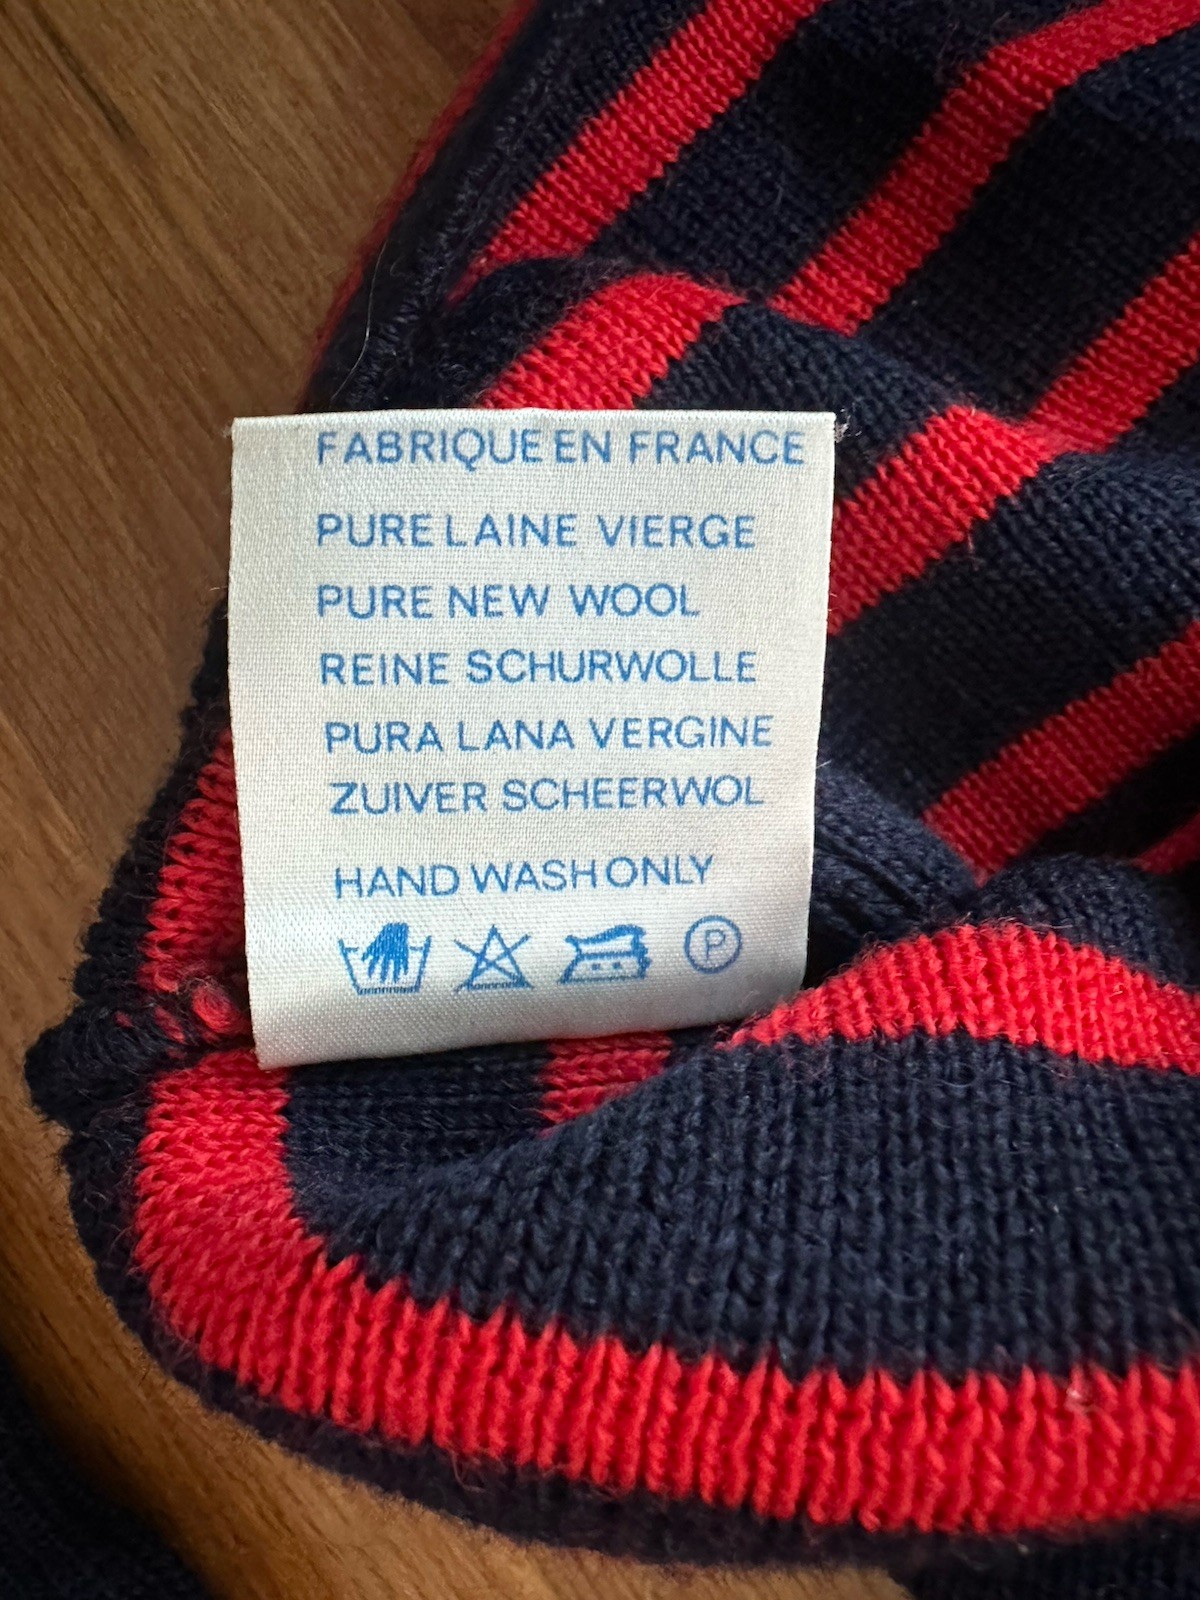 FABRIQUE EN FRANCE
PURE LAINE VIERGE
PURE NEW WOOL
REINE SCHURWOLLE
PURA LANA VERGINE
ZUIVER SCHEERWOL
HAND WASH ONLY
P